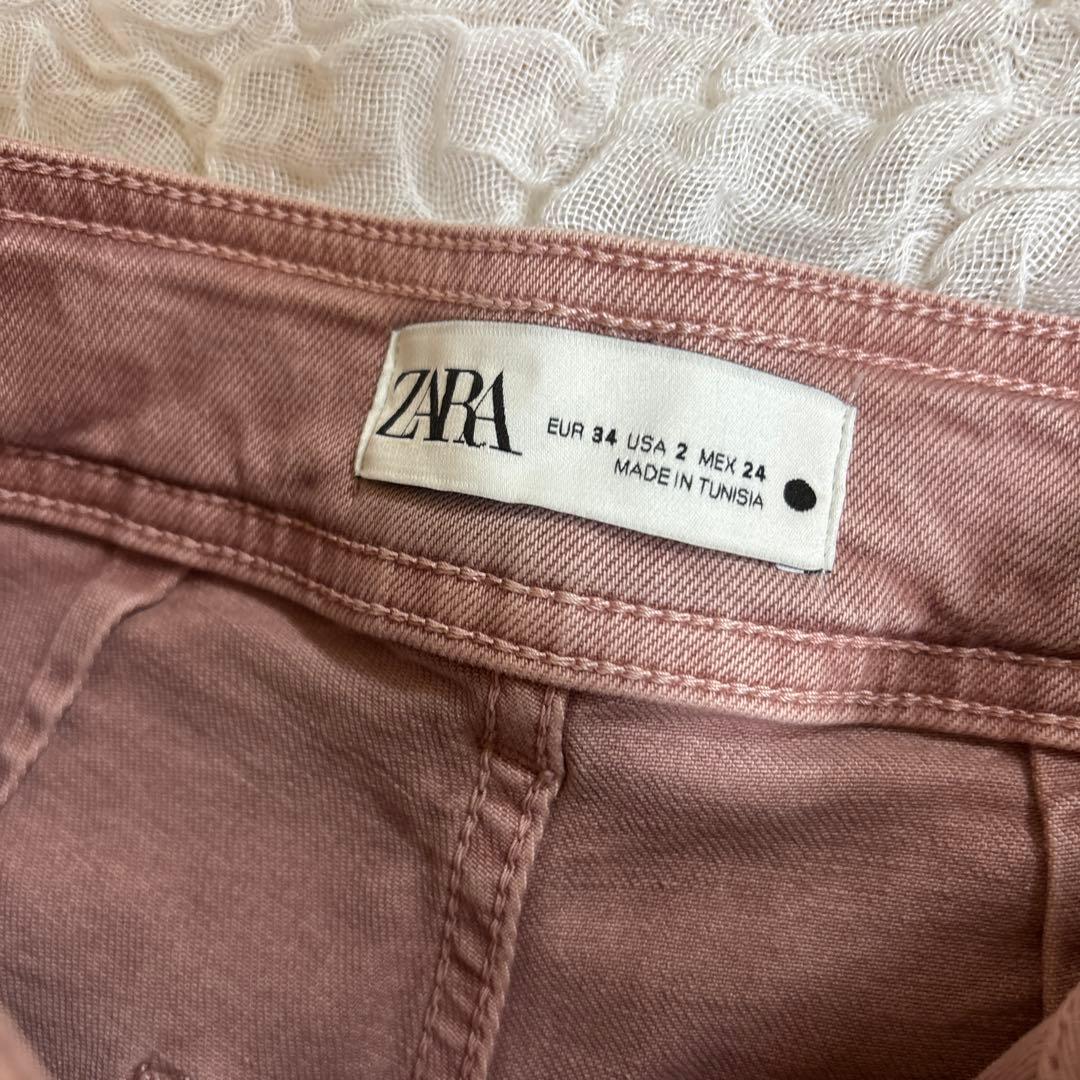 ZARA
EUR 34 USA 2 MEX 24
MADE IN TUNISIA